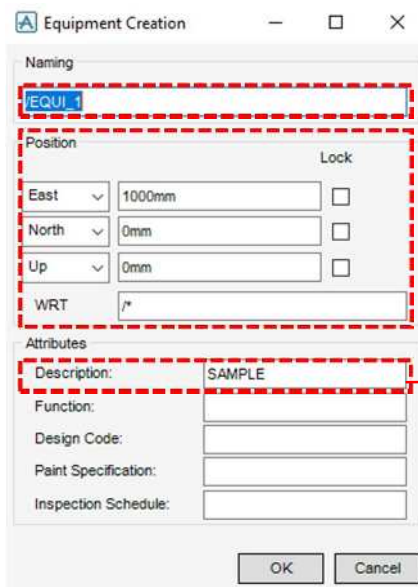 Equipment Creation
Naming
/EQUI_1
Position
Lock
East 1000mm
North 0mm
Up 0mm
WRT /*
Attributes
Description: SAMPLE
Function:
Design Code:
Paint Specification:
Inspection Schedule:
OK Cancel